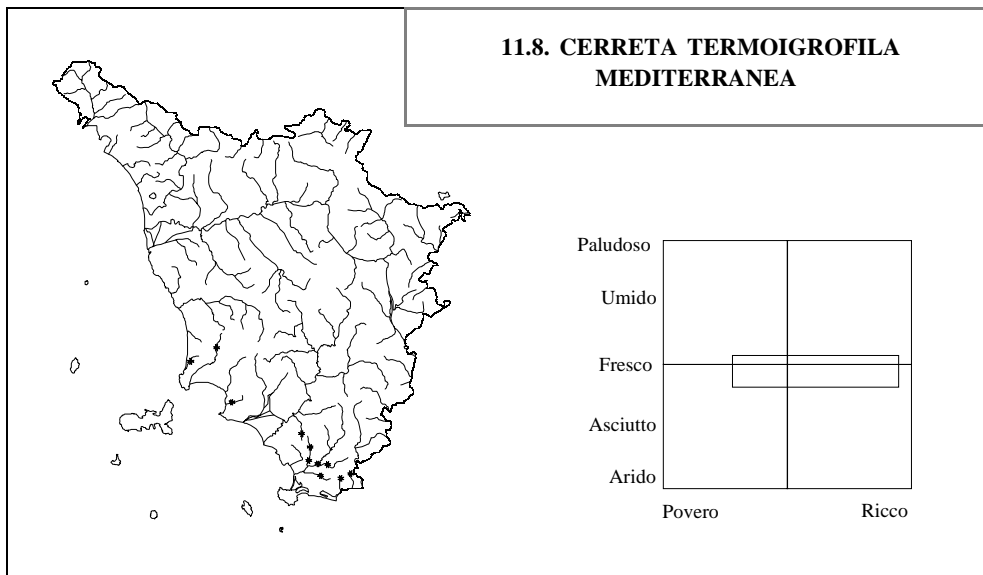 11.8. CERRETA TERMOIGROFILA
MEDITERRANEA
Paludoso
Umido
Fresco
Asciutto
Arido
Povero
Ricco